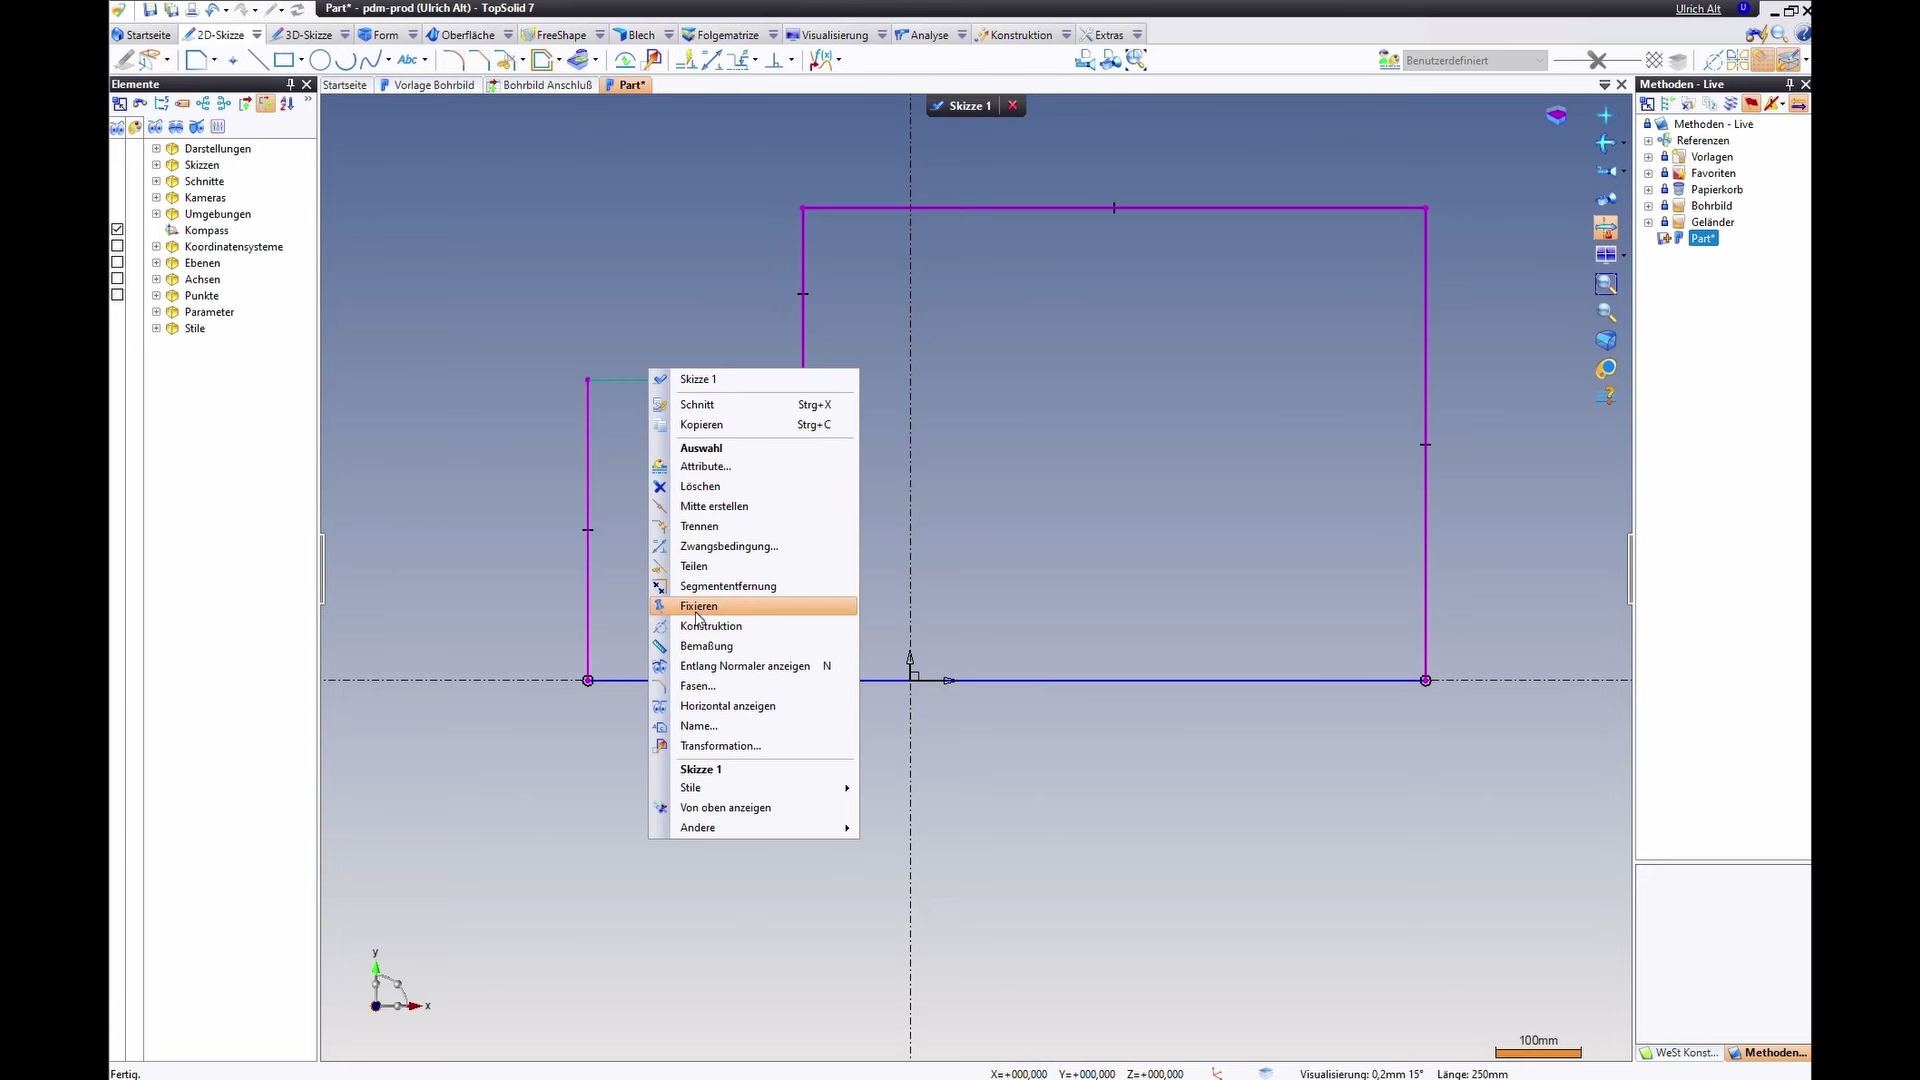 Part* - pdm-prod (Ulrich Alt) - TopSolid 7
Ulrich Alt
U
Startseite
2D-Skizze
3D-Skizze
Form
Oberfläche
FreeShape
Blech
Folgematrize
Visualisierung
Analyse
Konstruktion
Extras
Abc
Benutzerdefiniert
Elemente
Startseite
Vorlage Bohrbild
Bohrbild Anschluß
Part*
Methoden - Live
Skizze 1
Darstellungen
Skizzen
Schnitte
Kameras
Umgebungen
Kompass
Koordinatensysteme
Ebenen
Achsen
Punkte
Parameter
Stile
Methoden - Live
Referenzen
Vorlagen
Favoriten
Papierkorb
Bohrbild
Geländer
Part*
Skizze 1
Schnitt Strg+X
Kopieren Strg+C
Auswahl
Attribute...
Löschen
Mitte erstellen
Trennen
Zwangsbedingung...
Teilen
Segmententfernung
Fixieren
Konstruktion
Bemaßung
Entlang Normaler anzeigen N
Fasen...
Horizontal anzeigen
Name...
Transformation...
Skizze 1
Stile
Von oben anzeigen
Andere
y
x
100mm
WeSt Konst...
Methoden...
Fertig.
X=+000,000 Y=+000,000 Z=+000,000
Visualisierung: 0,2mm 15°
Länge: 250mm